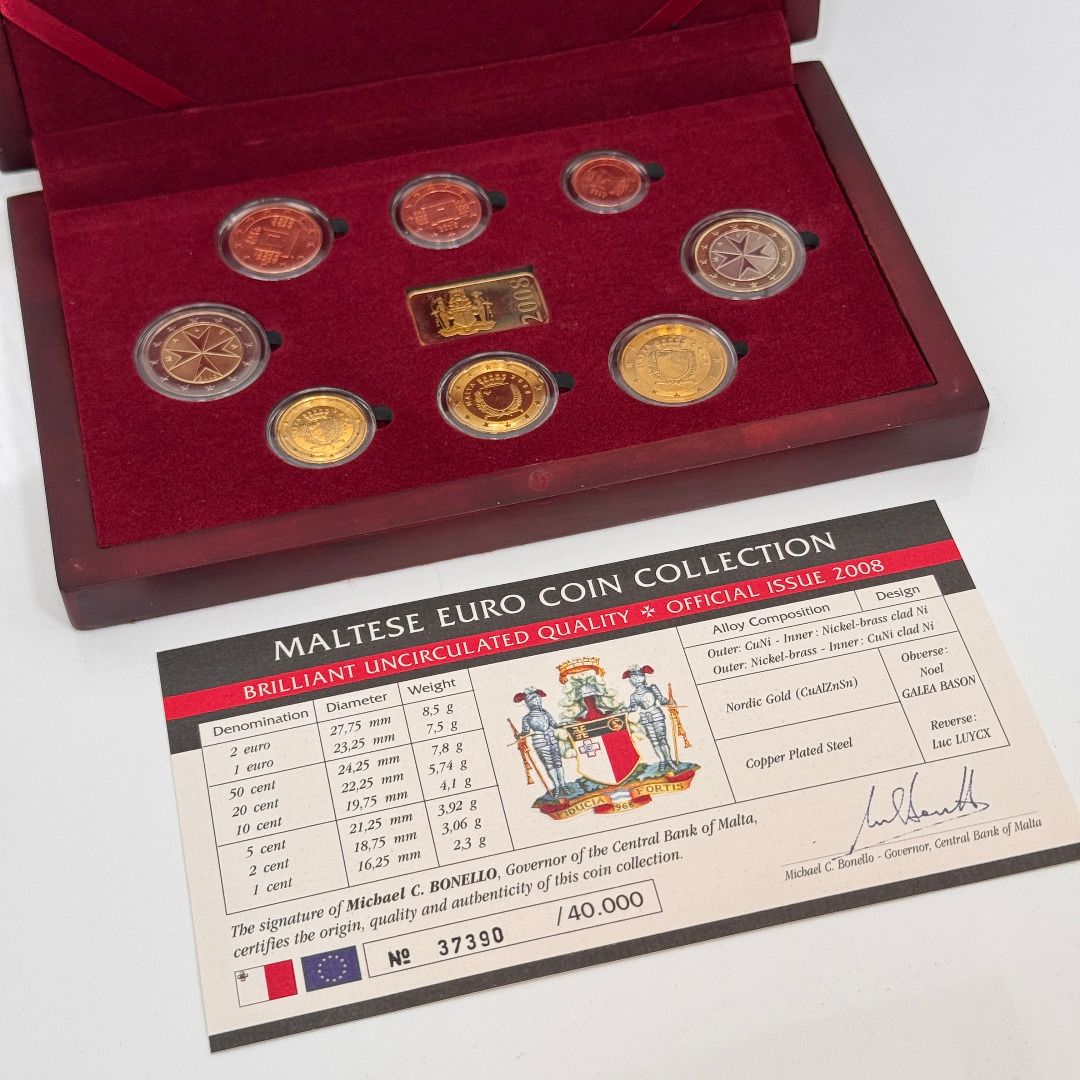 2008
MALTA 2008
MALTESE EURO COIN COLLECTION
BRILLIANT UNCIRCULATED QUALITY OFFICIAL ISSUE 2008
Denomination Diameter Weight
2 euro 27,75 mm 8,5 g
1 euro 23,25 mm 7,5 g
50 cent 24,25 mm 7,8 g
20 cent 22,25 mm 5,74 g
10 cent 19,75 mm 4,1 g
5 cent 21,25 mm 3,92 g
2 cent 18,75 mm 3,06 g
1 cent 16,25 mm 2,3 g
FIDUCIA 1968 FORTIS
Alloy Composition Design
Outer: CuNi - Inner: Nickel-brass clad Ni
Outer: Nickel-brass - Inner: CuNi clad Ni
Nordic Gold (CuAlZnSn)
Copper Plated Steel
Obverse:
Noel
GALEA BASON
Reverse:
Luc LUYCX
The signature of Michael C. BONELLO, Governor of the Central Bank of Malta,
certifies the origin, quality and authenticity of this coin collection.
Michael C. Bonello - Governor, Central Bank of Malta
№ 37390 /40.000